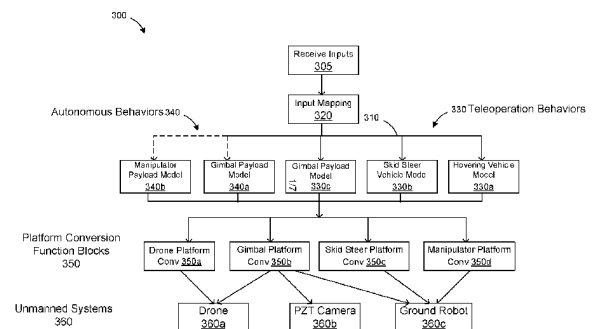 300
Receive Inputs
305
Input Mapping
320
Autonomous Behaviors 340
310
330 Teleoperation Behaviors
Manipulator
Payload Model
340b
Gimbal Payload
Model
340a
Gimbal Payload
Model
330c
Skid Steer
Vehicle Model
330b
Hovering Vehicle
Model
330a
Platform Conversion
Function Blocks
350
Drone Platform
Conv 350a
Gimbal Platform
Conv 350b
Skid Steer Platform
Conv 350c
Manipulator Platform
Conv 350d
Unmanned Systems
360
Drone
360a
PZT Camera
360b
Ground Robot
360c